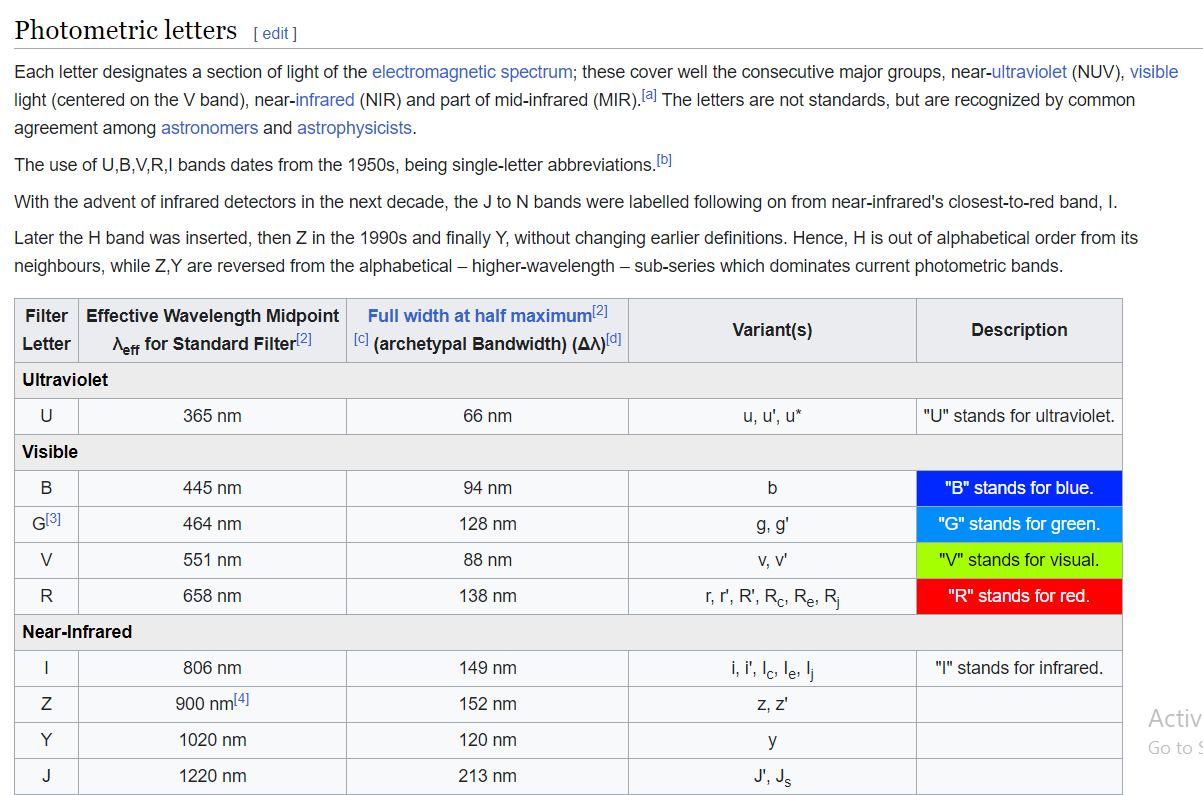 Photometric letters [ edit ]
Each letter designates a section of light of the electromagnetic spectrum; these cover well the consecutive major groups, near-ultraviolet (NUV), visible
light (centered on the V band), near-infrared (NIR) and part of mid-infrared (MIR).[a] The letters are not standards, but are recognized by common
agreement among astronomers and astrophysicists.
The use of U,B,V,R,I bands dates from the 1950s, being single-letter abbreviations.[b]
With the advent of infrared detectors in the next decade, the J to N bands were labelled following on from near-infrared's closest-to-red band, I.
Later the H band was inserted, then Z in the 1990s and finally Y, without changing earlier definitions. Hence, H is out of alphabetical order from its
neighbours, while Z,Y are reversed from the alphabetical – higher-wavelength – sub-series which dominates current photometric bands.
Filter Letter | Effective Wavelength Midpoint λeff for Standard Filter[2] | Full width at half maximum[2][c] (archetypal Bandwidth) (Δλ)[d] | Variant(s) | Description
Ultraviolet
U | 365 nm | 66 nm | u, u', u* | "U" stands for ultraviolet.
Visible
B | 445 nm | 94 nm | b | "B" stands for blue.
G[3] | 464 nm | 128 nm | g, g' | "G" stands for green.
V | 551 nm | 88 nm | v, v' | "V" stands for visual.
R | 658 nm | 138 nm | r, r', R', Rc, Re, Rj | "R" stands for red.
Near-Infrared
I | 806 nm | 149 nm | i, i', Ic, Ie, Ij | "I" stands for infrared.
Z | 900 nm[4] | 152 nm | z, z'
Y | 1020 nm | 120 nm | y
J | 1220 nm | 213 nm | J', Js
Activ
Go to S